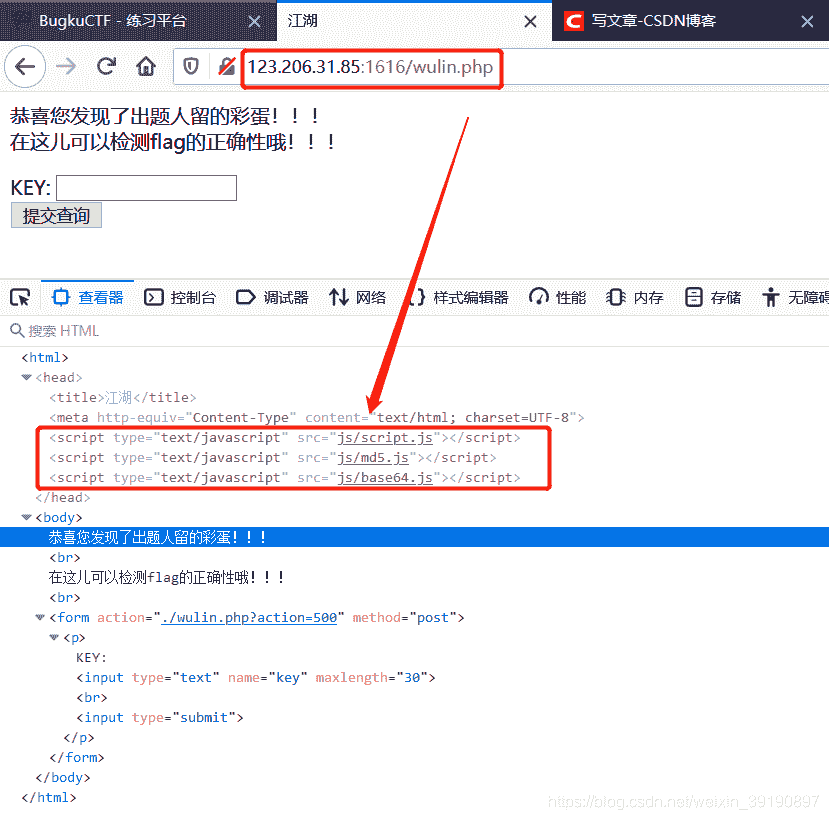 BugkuCTF - 练习平台
江湖
写文章-CSDN博客
123.206.31.85:1616/wulin.php
恭喜您发现了出题人留的彩蛋！！！
在这儿可以检测flag的正确性哦！！！
KEY:
提交查询
查看器 控制台 调试器 网络 {} 样式编辑器 性能 内存 存储 无障碍
搜索 HTML
<html>
<head>
<title>江湖</title>
<meta http-equiv="Content-Type" content="text/html; charset=UTF-8">
<script type="text/javascript" src="js/script.js"></script>
<script type="text/javascript" src="js/md5.js"></script>
<script type="text/javascript" src="js/base64.js"></script>
</head>
<body>
恭喜您发现了出题人留的彩蛋！！！
<br>
在这儿可以检测flag的正确性哦！！！
<br>
<form action="./wulin.php?action=500" method="post">
<p>
KEY:
<input type="text" name="key" maxlength="30">
<br>
<input type="submit">
</p>
</form>
</body>
</html>
https://blog.csdn.net/weixin_39190897